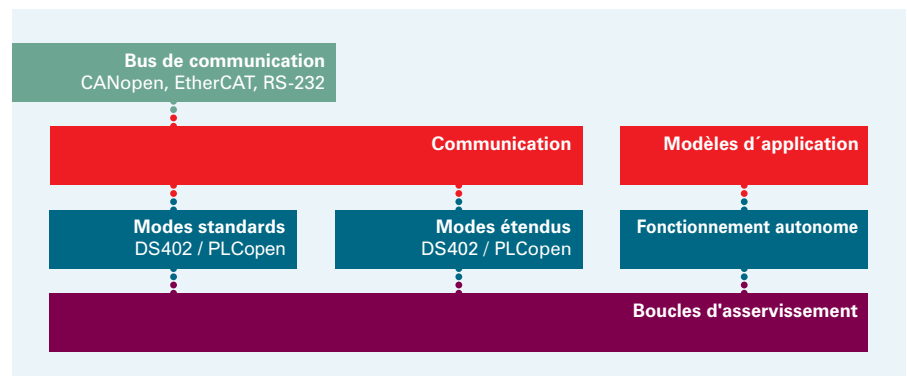 Bus de communication
CANopen, EtherCAT, RS-232
Communication
Modèles d´application
Modes standards
DS402 / PLCopen
Modes étendus
DS402 / PLCopen
Fonctionnement autonome
Boucles d'asservissement